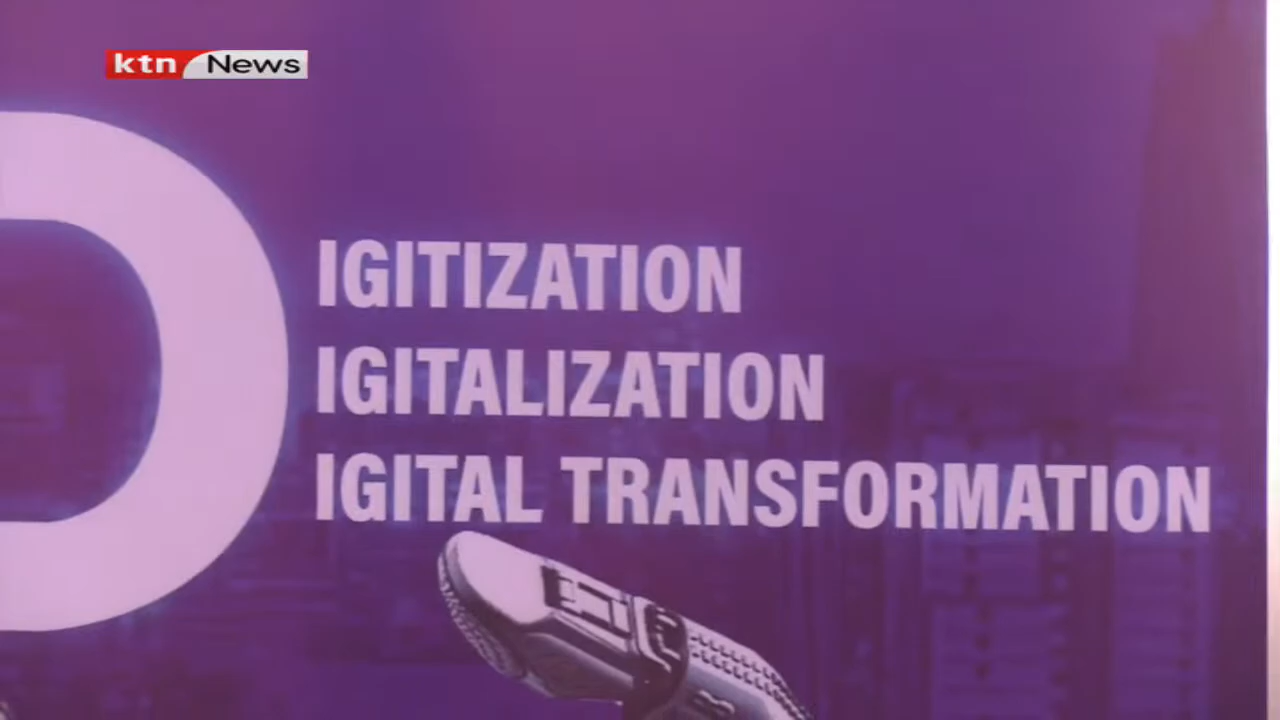 ktn News
D
IGITIZATION
IGITALIZATION
IGITAL TRANSFORMATION